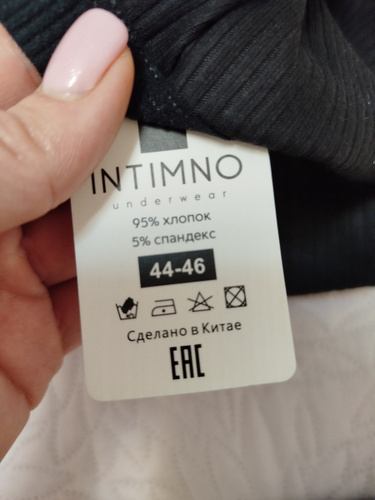 INTIMNO
underwear
95% хлопок
5% спандекс
44-46
Сделано в Китае
EAC